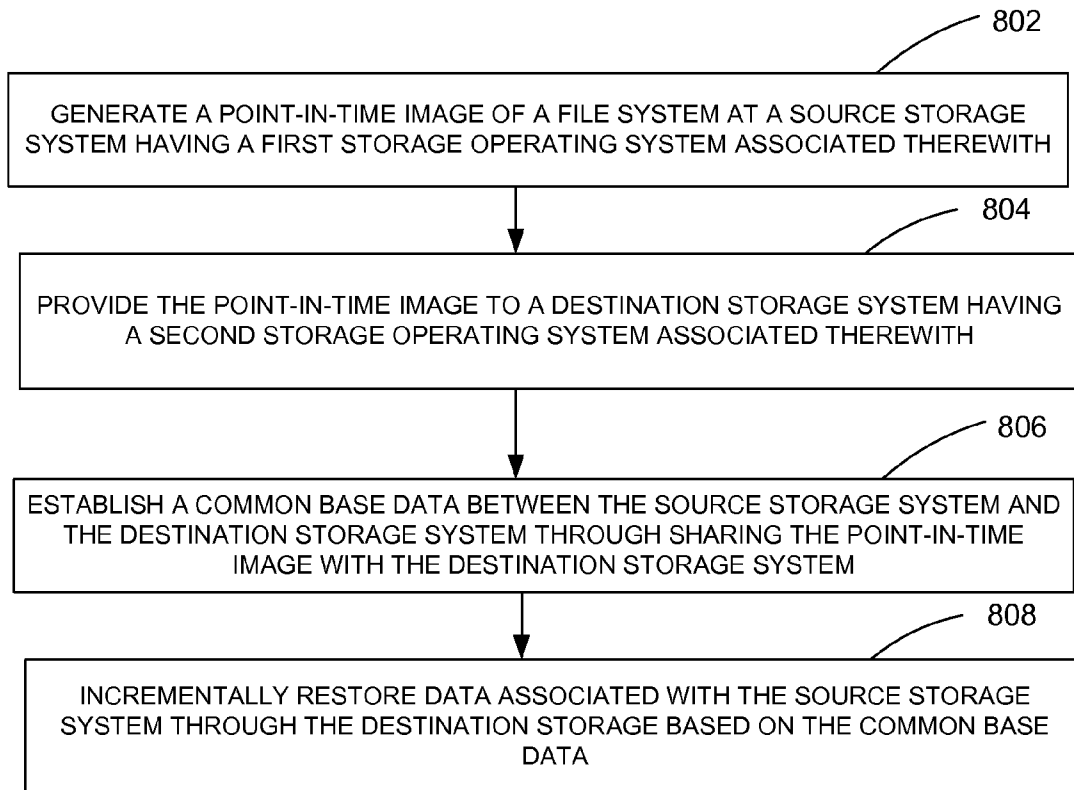 802
GENERATE A POINT-IN-TIME IMAGE OF A FILE SYSTEM AT A SOURCE STORAGE
SYSTEM HAVING A FIRST STORAGE OPERATING SYSTEM ASSOCIATED THEREWITH
804
PROVIDE THE POINT-IN-TIME IMAGE TO A DESTINATION STORAGE SYSTEM HAVING
A SECOND STORAGE OPERATING SYSTEM ASSOCIATED THEREWITH
806
ESTABLISH A COMMON BASE DATA BETWEEN THE SOURCE STORAGE SYSTEM AND
THE DESTINATION STORAGE SYSTEM THROUGH SHARING THE POINT-IN-TIME
IMAGE WITH THE DESTINATION STORAGE SYSTEM
808
INCREMENTALLY RESTORE DATA ASSOCIATED WITH THE SOURCE STORAGE
SYSTEM THROUGH THE DESTINATION STORAGE BASED ON THE COMMON BASE
DATA